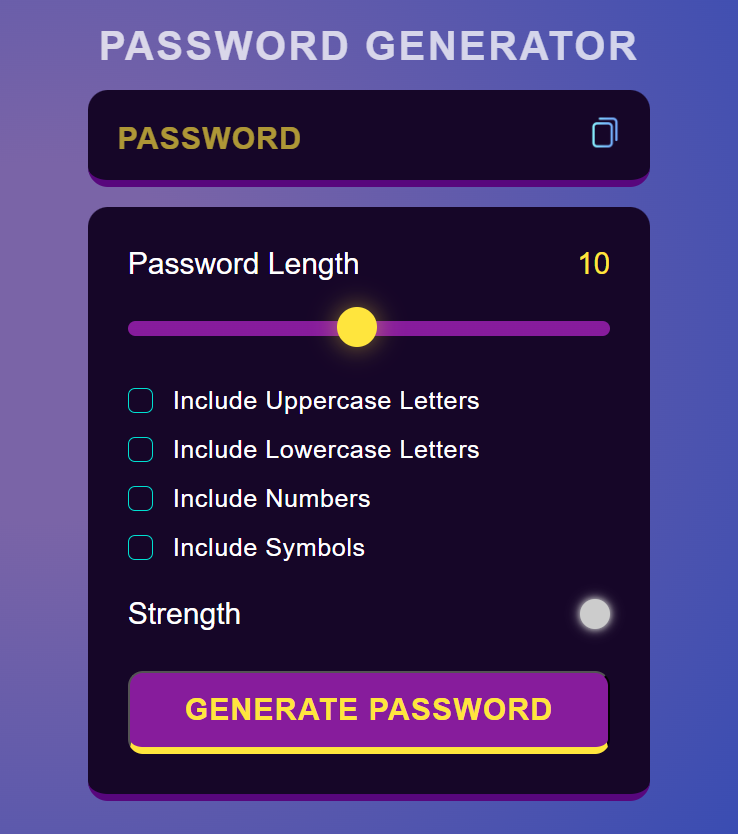 PASSWORD GENERATOR
PASSWORD
Password Length 10
Include Uppercase Letters
Include Lowercase Letters
Include Numbers
Include Symbols
Strength
GENERATE PASSWORD